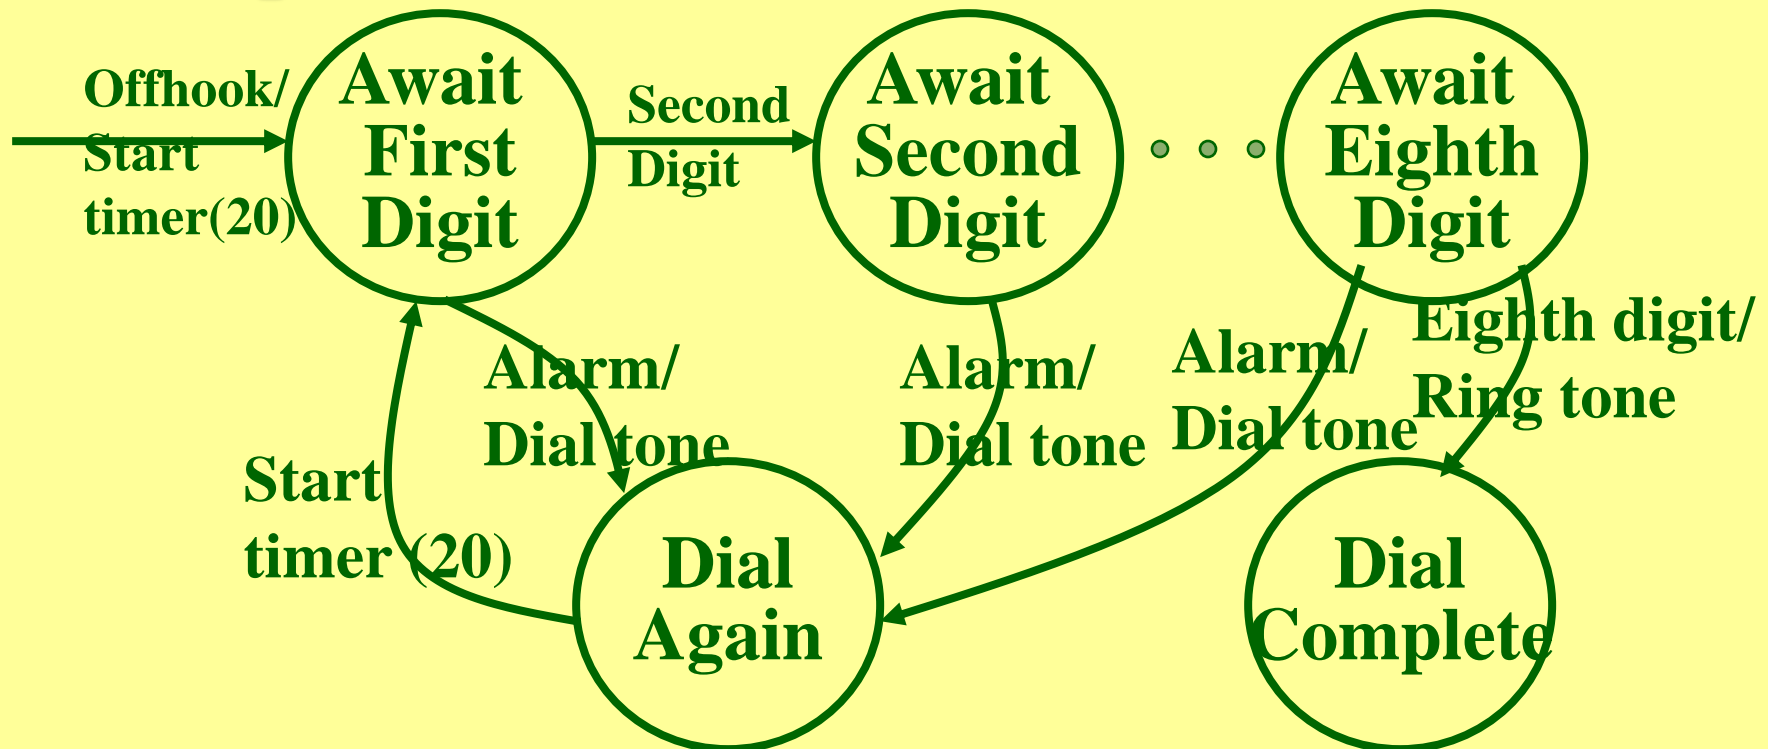 Offhook/
Start
timer(20)
Await
First
Digit
Second
Digit
Await
Second
Digit
Await
Eighth
Digit
Alarm/
Dial tone
Alarm/
Dial tone
Alarm/
Dial tone
Eighth digit/
Ring tone
Start
timer (20)
Dial
Again
Dial
Complete